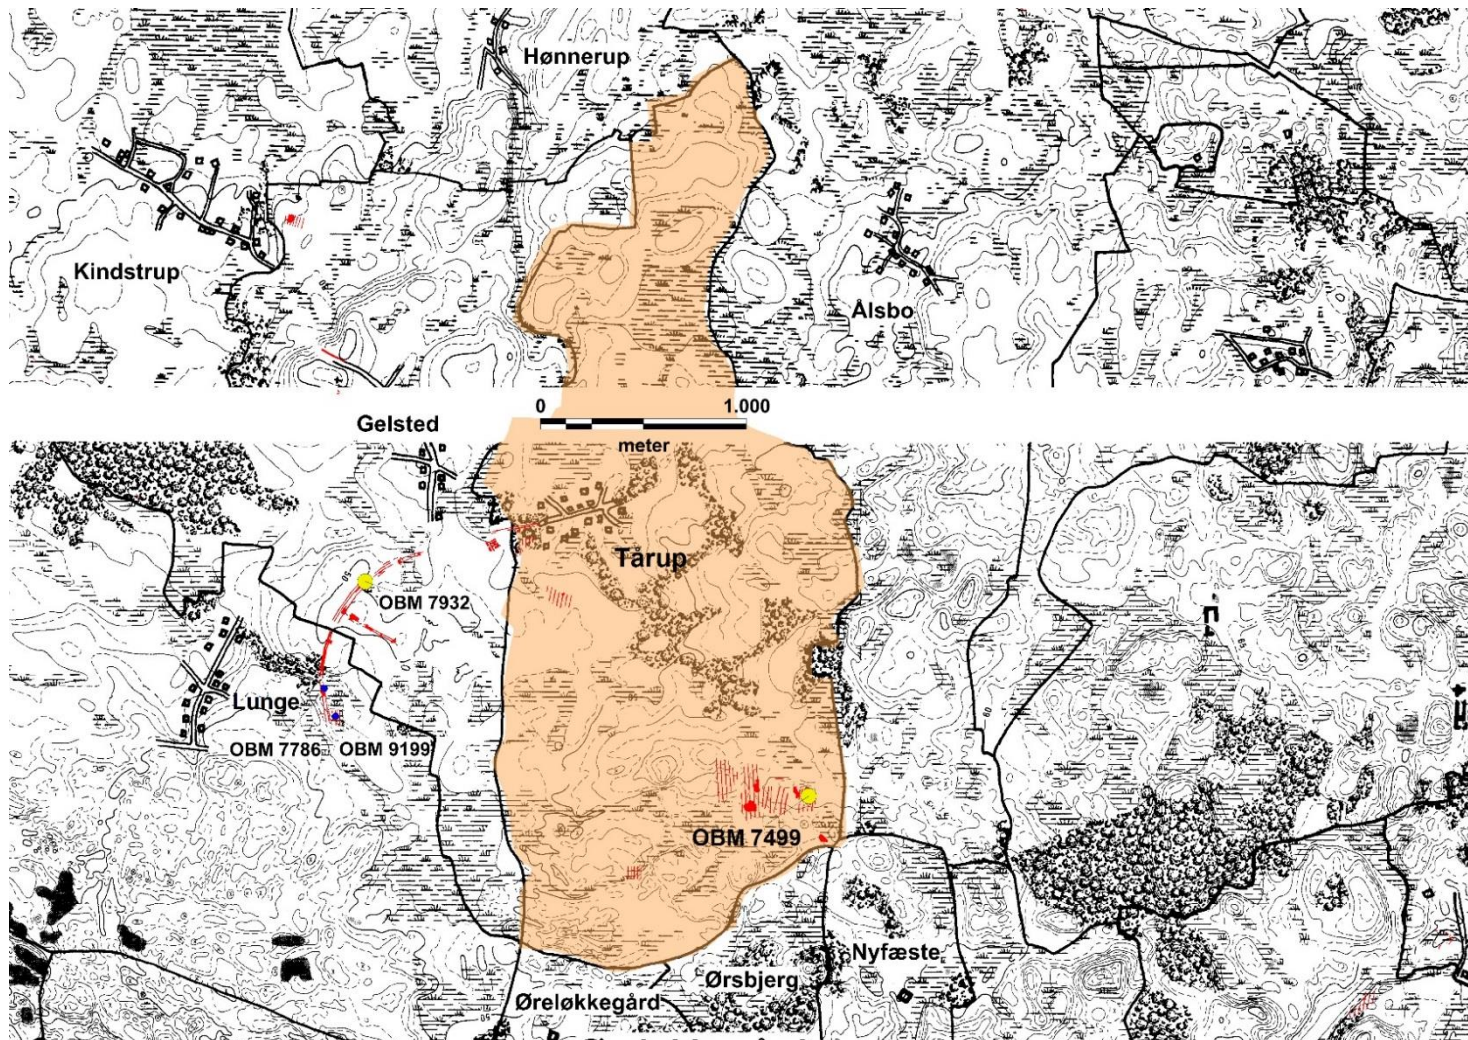 Hønnerup
Kindstrup
Ålsbo
0 1.000
meter
Gelsted
Tårup
OBM 7932
Lunge
OBM 7786 OBM 9199
OBM 7499
Nyfæste
Ørsbjerg
Øreløkkegård